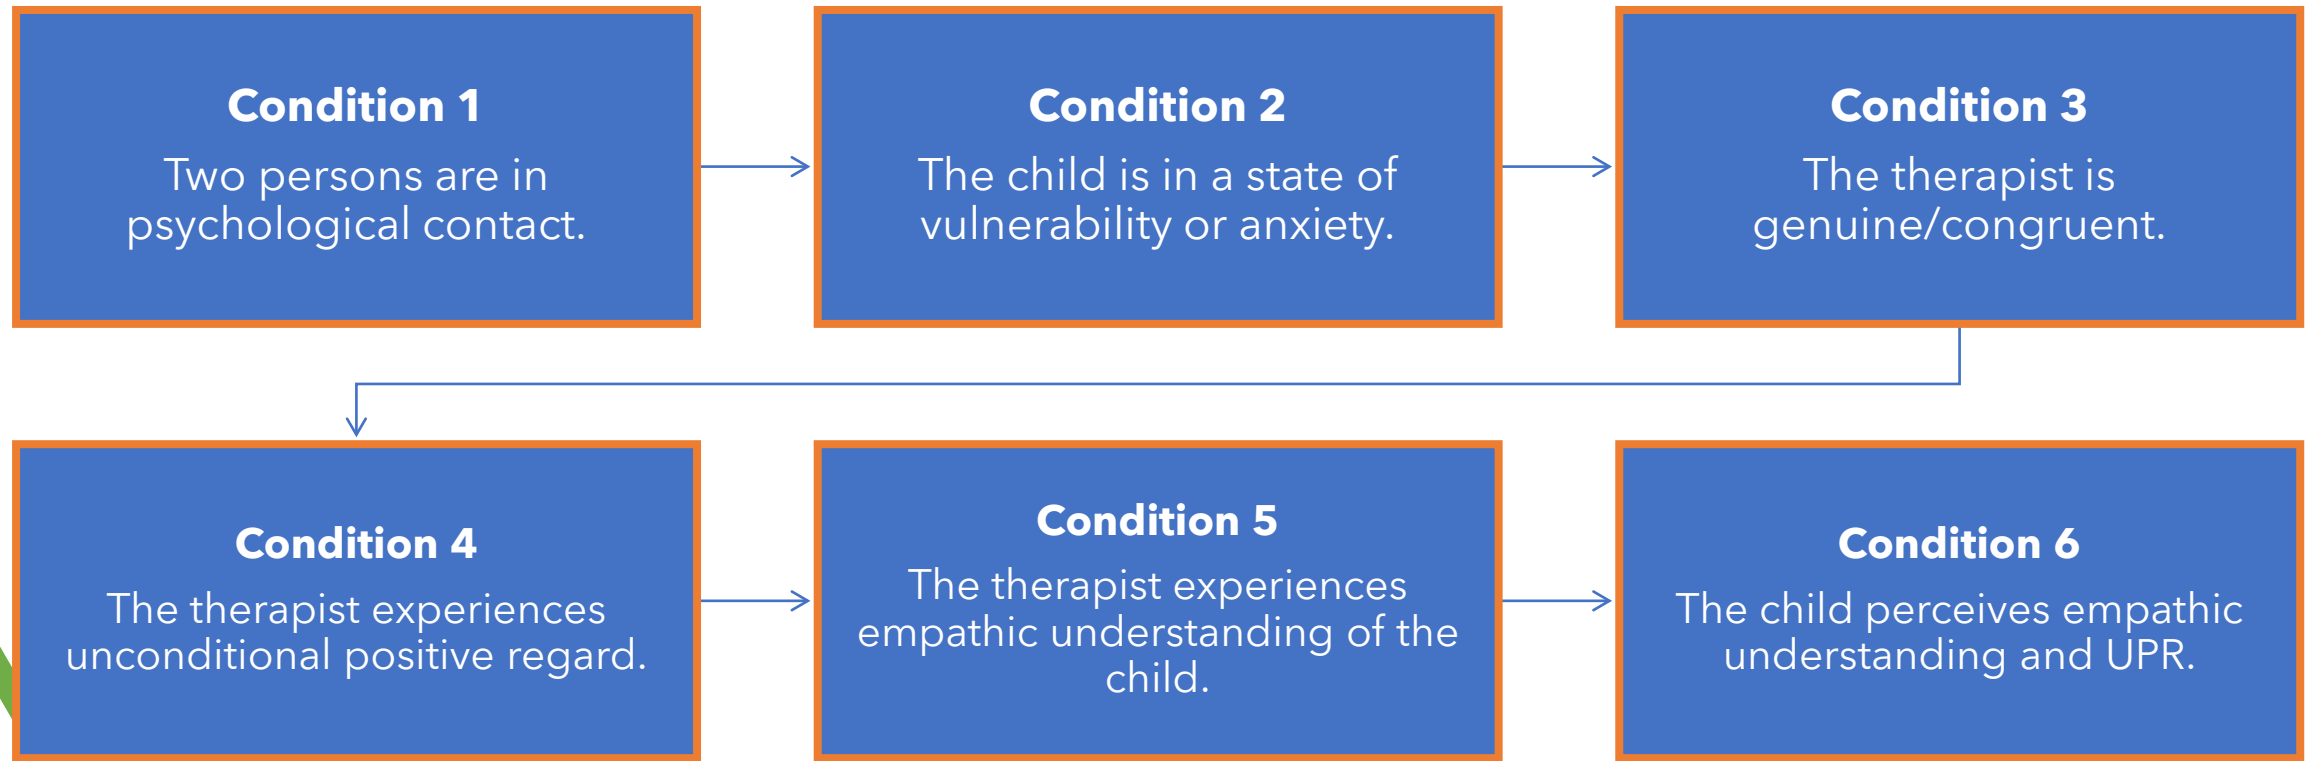 Condition 1
Two persons are in
psychological contact.
Condition 2
The child is in a state of
vulnerability or anxiety.
Condition 3
The therapist is
genuine/congruent.
Condition 4
The therapist experiences
unconditional positive regard.
Condition 5
The therapist experiences
empathic understanding of the
child.
Condition 6
The child perceives empathic
understanding and UPR.